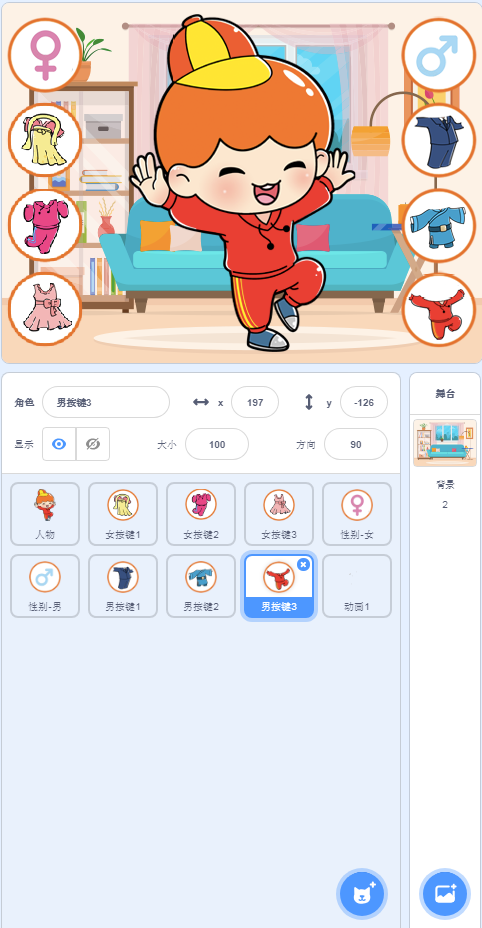 舞台
角色 男按键3 x 197 y -126
显示 大小 100 方向 90
背景
2
人物 女按键1 女按键2 女按键3 性别-女
性别-男 男按键1 男按键2 男按键3 动画1